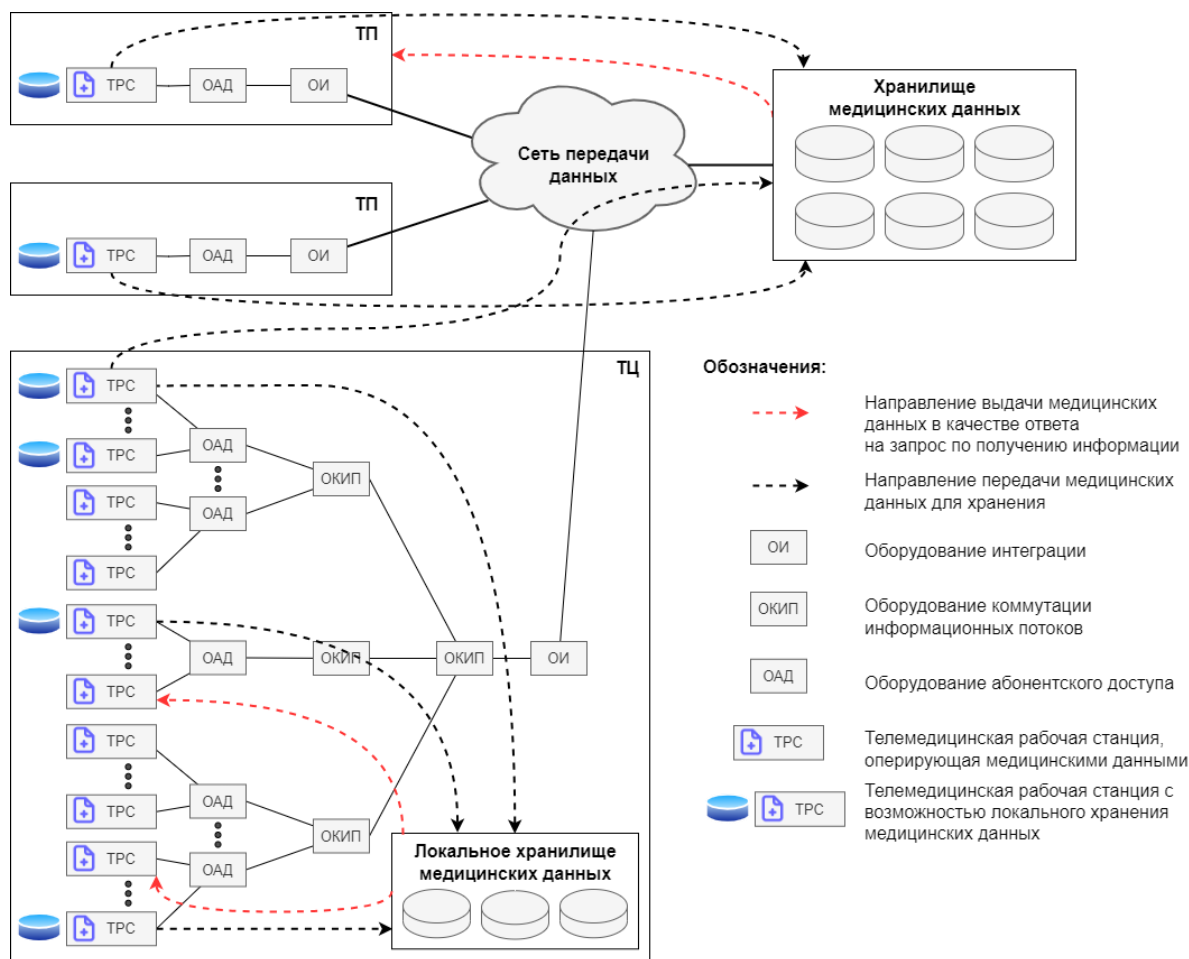 ТП
ТРС
ОАД
ОИ
Хранилище
медицинских данных
Сеть передачи
данных
ТП
ТРС
ОАД
ОИ
ТЦ
ТРС
ТРС
ОАД
ТРС
ОАД
ОКИП
ТРС
ТРС
ОАД
ОКИП
ОКИП
ОИ
ТРС
ТРС
ТРС
ОАД
ОКИП
ТРС
ОАД
ТРС
Локальное хранилище
медицинских данных
Обозначения:
Направление выдачи медицинских
данных в качестве ответа
на запрос по получению информации
Направление передачи медицинских
данных для хранения
ОИ
Оборудование интеграции
ОКИП
Оборудование коммутации
информационных потоков
ОАД
Оборудование абонентского доступа
ТРС
Телемедицинская рабочая станция,
оперирующая медицинскими данными
ТРС
Телемедицинская рабочая станция с
возможностью локального хранения
медицинских данных